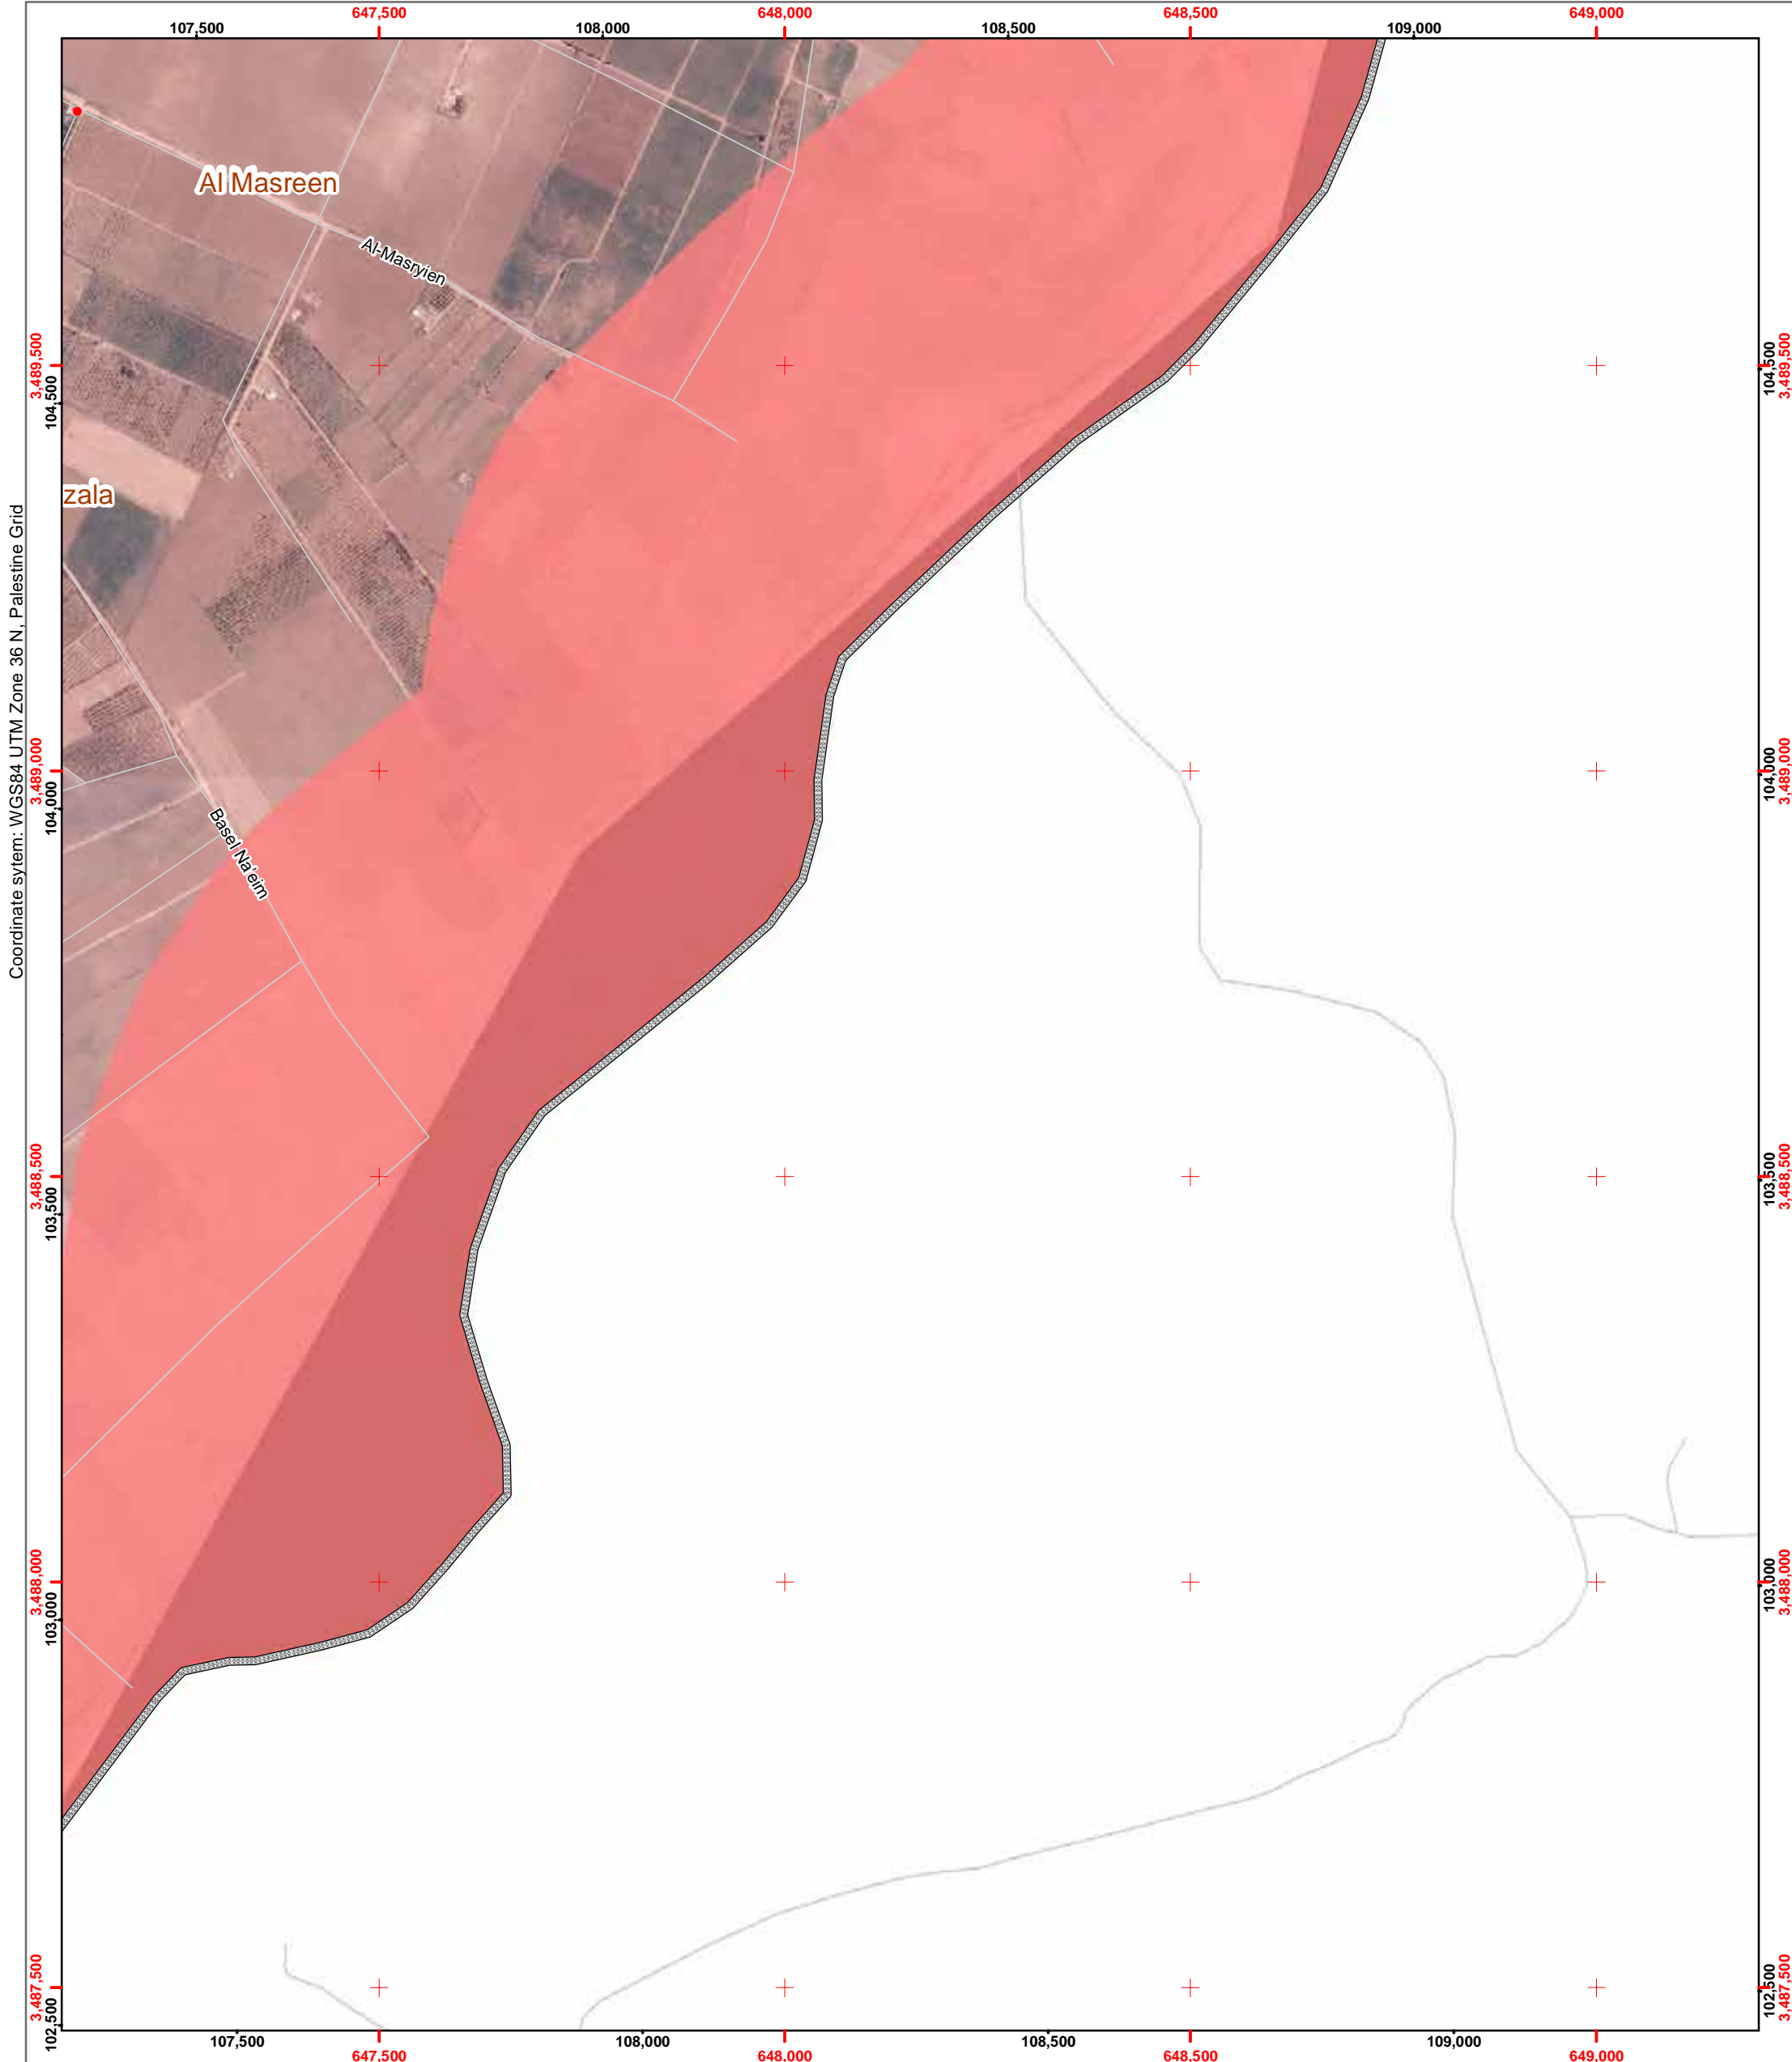 647,500 648,000 648,500 649,000
107,500 108,000 108,500 109,000
Al Masreen
Al-Masryien
3,489,500
104,500
104,500
3,489,500
zala
Coordinate sytem: WGS84 UTM Zone 36 N, Palestine Grid
3,489,000
104,000
104,000
3,489,000
Basel Na'eim
3,488,500
103,500
103,500
3,488,500
3,488,000
103,000
103,000
3,488,000
3,487,500
102,500
102,500
3,487,500
107,500 108,000 108,500 109,000
647,500 648,000 648,500 649,000